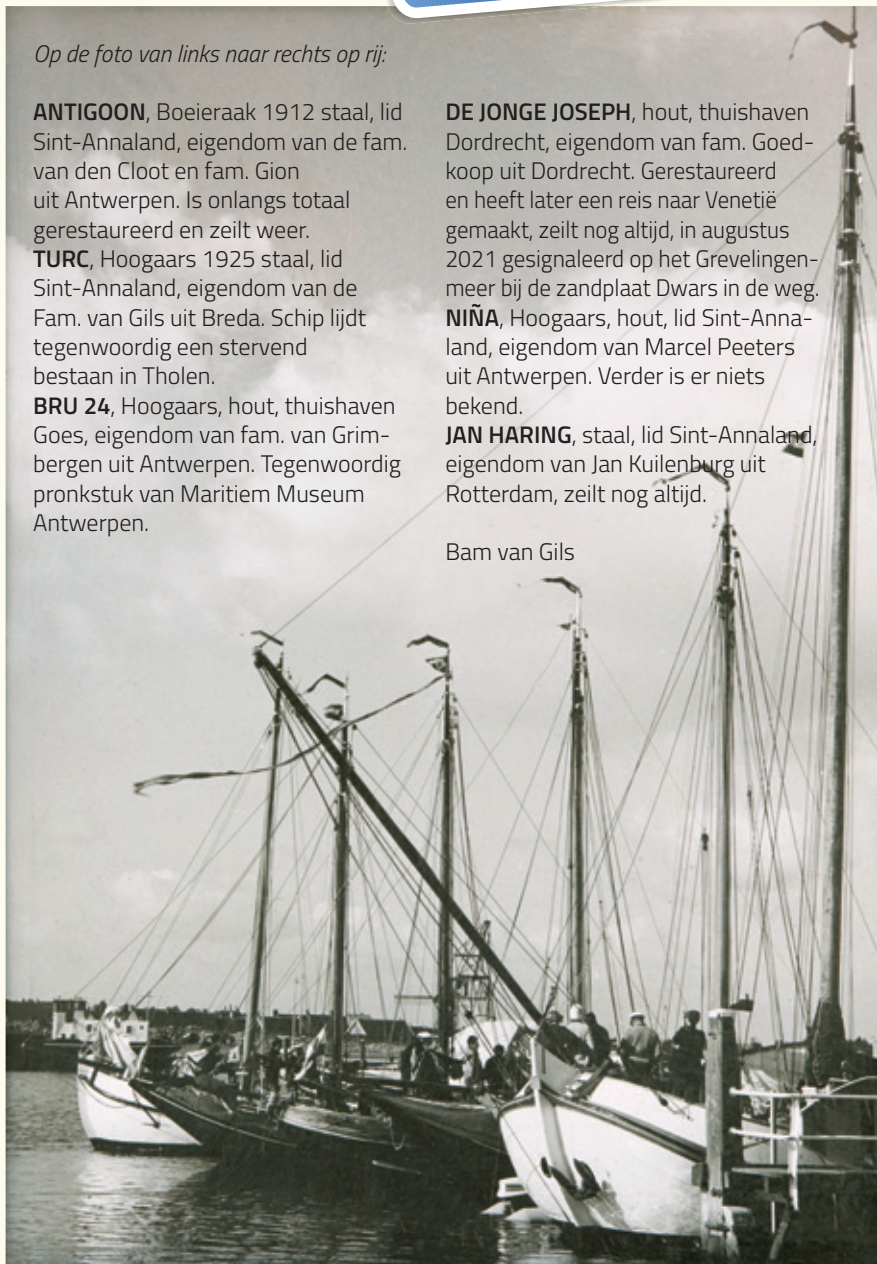 Op de foto van links naar rechts op rij:
ANTIGOON, Boeieraak 1912 staal, lid
Sint-Annaland, eigendom van de fam.
van den Cloot en fam. Gion
uit Antwerpen. Is onlangs totaal
gerestaureerd en zeilt weer.
TURC, Hoogaars 1925 staal, lid
Sint-Annaland, eigendom van de
Fam. van Gils uit Breda. Schip lijdt
tegenwoordig een stervend
bestaan in Tholen.
BRU 24, Hoogaars, hout, thuishaven
Goes, eigendom van fam. van Grim-
bergen uit Antwerpen. Tegenwoordig
pronkstuk van Maritiem Museum
Antwerpen.
DE JONGE JOSEPH, hout, thuishaven
Dordrecht, eigendom van fam. Goed-
koop uit Dordrecht. Gerestaureerd
en heeft later een reis naar Venetië
gemaakt, zeilt nog altijd, in augustus
2021 gesignaleerd op het Grevelingen-
meer bij de zandplaat Dwars in de weg.
NIÑA, Hoogaars, hout, lid Sint-Anna-
land, eigendom van Marcel Peeters
uit Antwerpen. Verder is er niets
bekend.
JAN HARING, staal, lid Sint-Annaland,
eigendom van Jan Kuilenburg uit
Rotterdam, zeilt nog altijd.
Bam van Gils